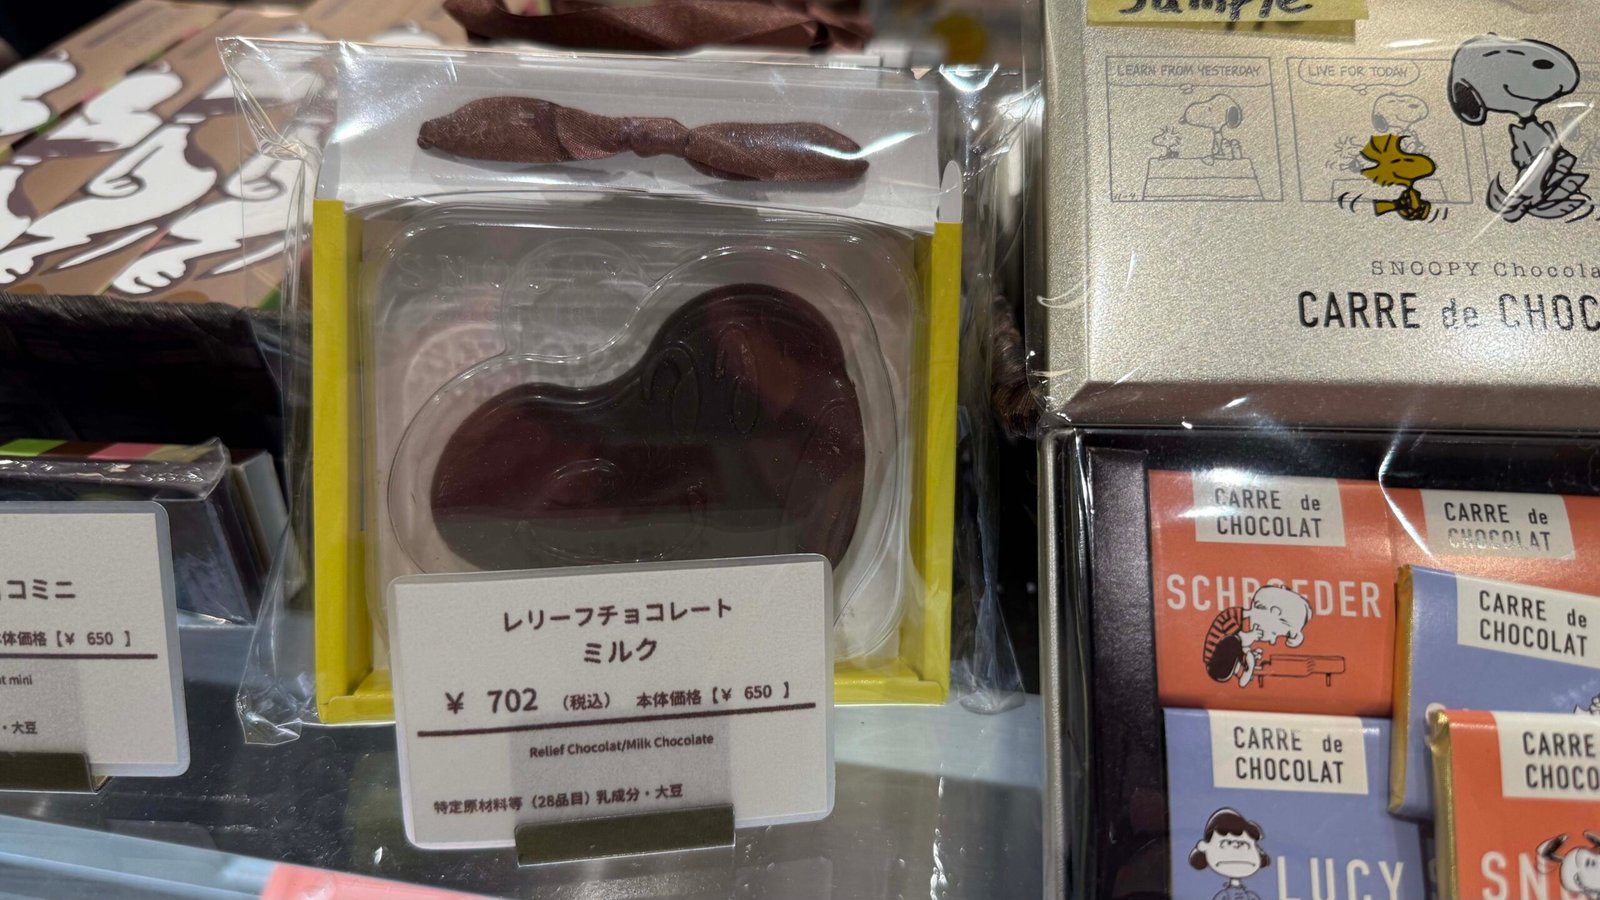 コミニ
本体価格【¥ 650 】
mini
・大豆
レリーフチョコレート
ミルク
¥ 702 (税込) 本体価格【¥ 650 】
Relief Chocolat/Milk Chocolate
特定原材料等(28品目)乳成分・大豆
Sample
LEARN FROM YESTERDAY
LIVE FOR TODAY
SNOOPY Chocola
CARRE de CHOC
CARRE de
CHOCOLAT
SCHROEDER
CARRE de
CHOCOLAT
CARRE de
CHOCOLAT
CARRE de
CHOCOLAT
LUCY
CARRE
CHOCO
SN